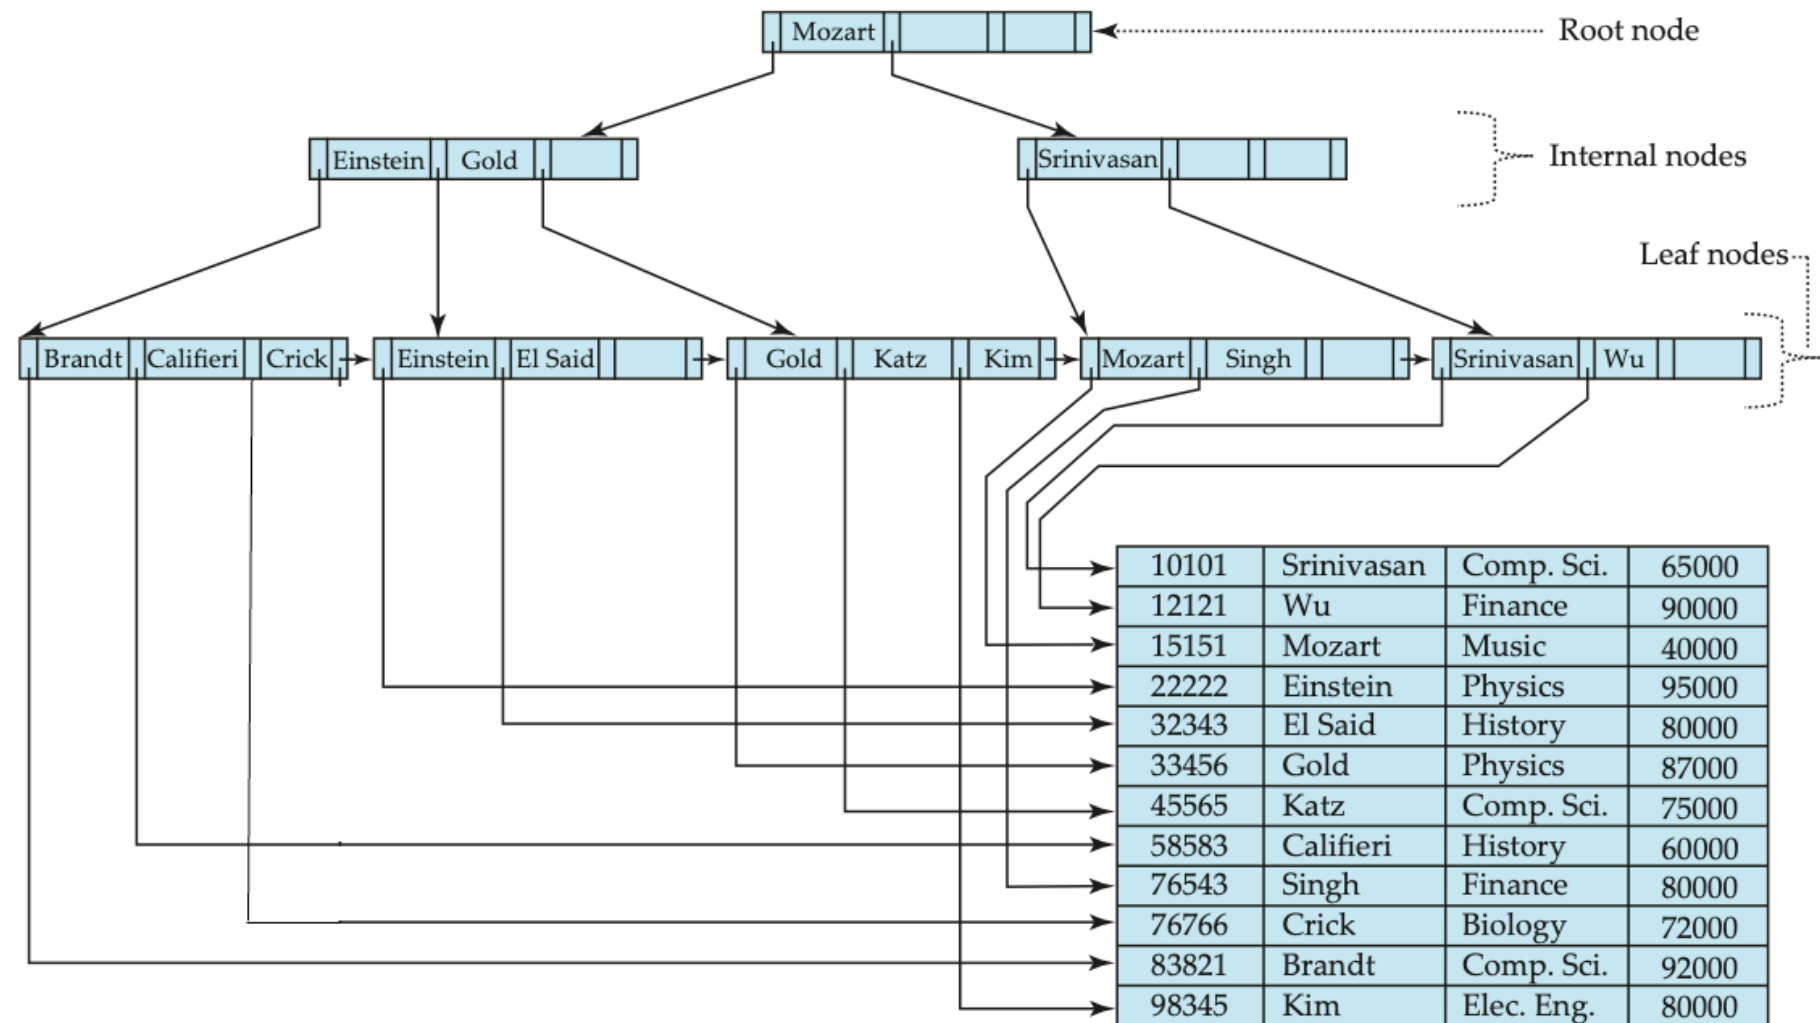 Mozart
Root node
Einstein Gold
Srinivasan
Internal nodes
Leaf nodes
Brandt Califieri Crick
Einstein El Said
Gold Katz Kim
Mozart Singh
Srinivasan Wu
10101 Srinivasan Comp. Sci. 65000
12121 Wu Finance 90000
15151 Mozart Music 40000
22222 Einstein Physics 95000
32343 El Said History 80000
33456 Gold Physics 87000
45565 Katz Comp. Sci. 75000
58583 Califieri History 60000
76543 Singh Finance 80000
76766 Crick Biology 72000
83821 Brandt Comp. Sci. 92000
98345 Kim Elec. Eng. 80000